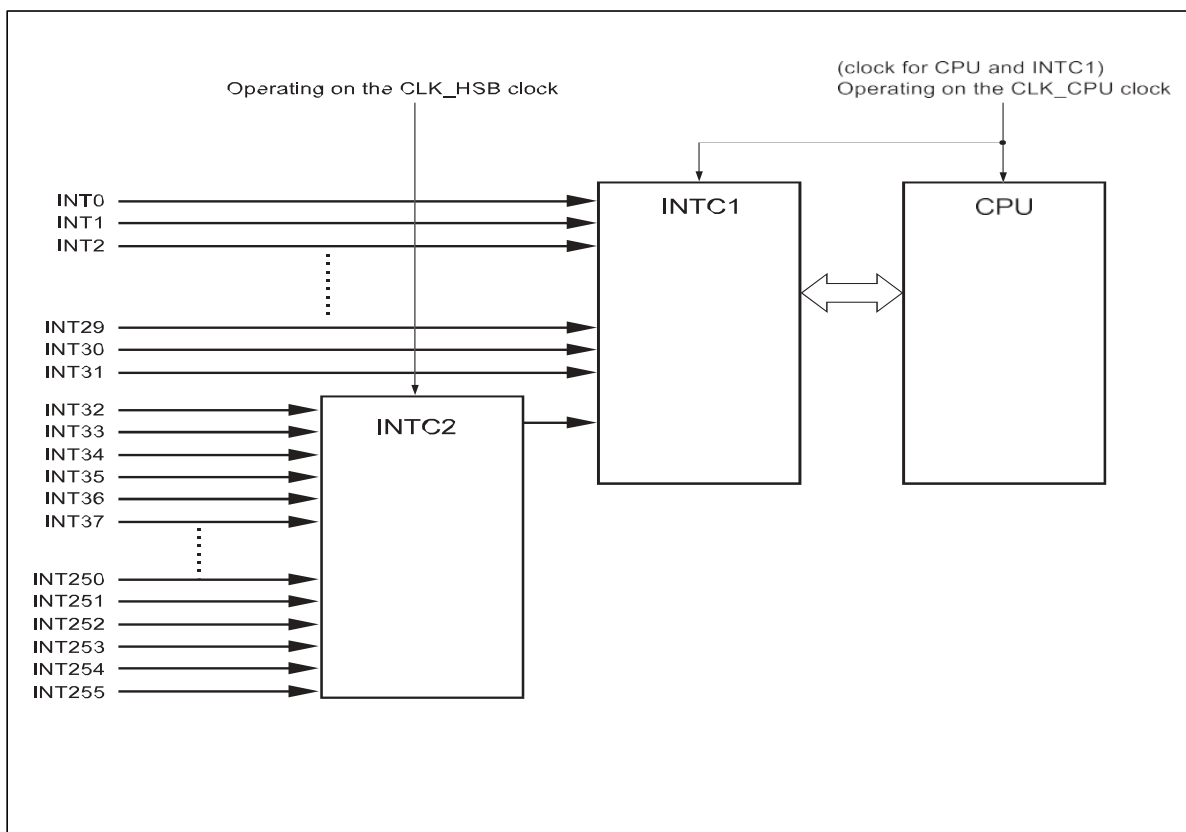 (clock for CPU and INTC1)
Operating on the CLK_HSB clock
Operating on the CLK_CPU clock
INT0
INT1
INT2
INTC1
CPU
INT29
INT30
INT31
INT32
INT33
INT34
INT35
INT36
INT37
INTC2
INT250
INT251
INT252
INT253
INT254
INT255